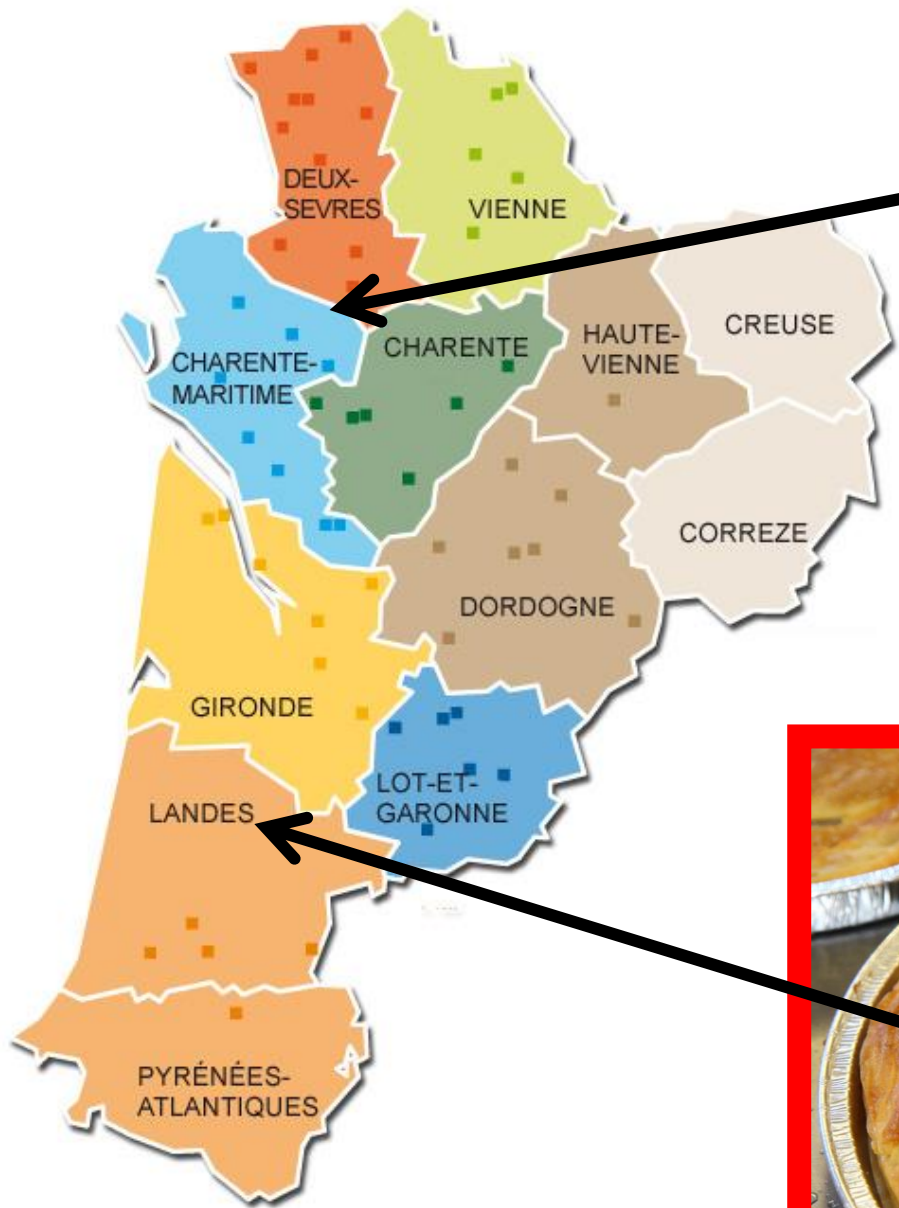 DEUX-
SEVRES
VIENNE
CHARENTE-
MARITIME
CHARENTE
HAUTE-
VIENNE
CREUSE
CORREZE
DORDOGNE
GIRONDE
LOT-ET-
GARONNE
LANDES
PYRÉNÉES-
ATLANTIQUES